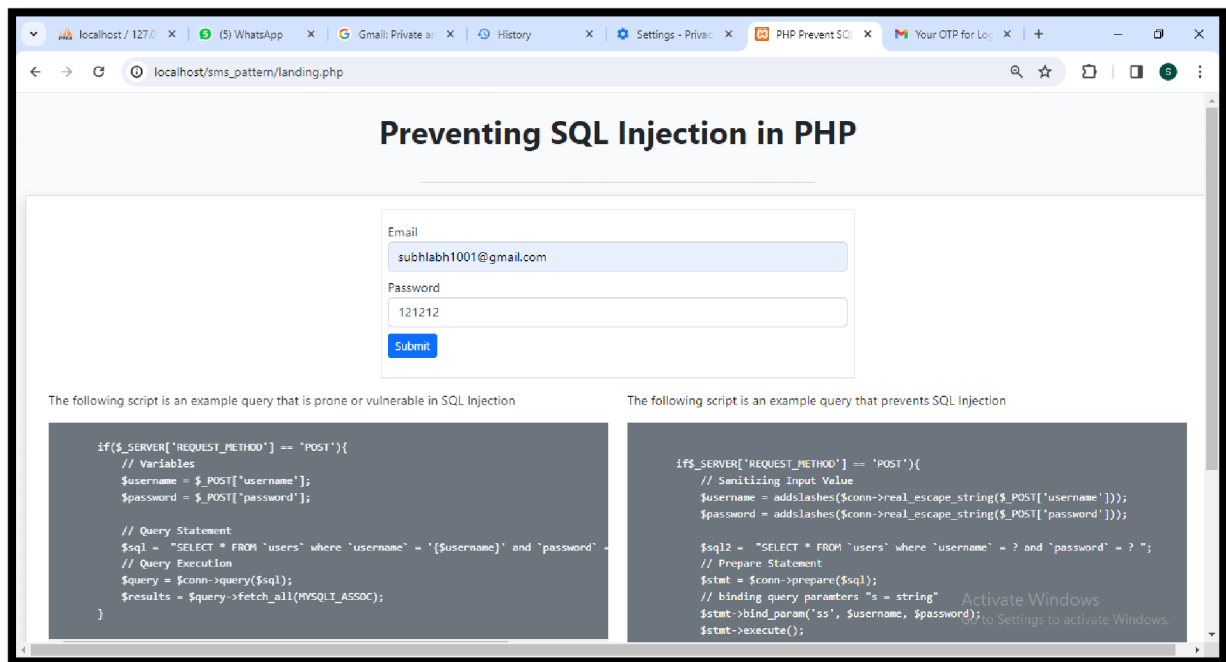 localhost / 127.0
(5) WhatsApp
Gmail: Private an
History
Settings - Privac
PHP Prevent SQL
Your OTP for Log
localhost/sms_pattern/landing.php
S
Preventing SQL Injection in PHP
Email
subhlabh1001@gmail.com
Password
121212
Submit
The following script is an example query that is prone or vulnerable in SQL Injection
if($_SERVER['REQUEST_METHOD'] == 'POST'){
// Variables
$username = $_POST['username'];
$password = $_POST['password'];
// Query Statement
$sql =  "SELECT * FROM `users` where `username` = '{$username}' and `password` =
// Query Execution
$query = $conn->query($sql);
$results = $query->fetch_all(MYSQLI_ASSOC);
}
The following script is an example query that prevents SQL Injection
if$_SERVER['REQUEST_METHOD'] == 'POST'){
// Sanitizing Input Value
$username = addslashes($conn->real_escape_string($_POST['username']));
$password = addslashes($conn->real_escape_string($_POST['password']));
$sql2 =  "SELECT * FROM `users` where `username` = ? and `password` = ? ";
// Prepare Statement
$stmt = $conn->prepare($sql);
// binding query paramters "s = string"
$stmt->bind_param('ss', $username, $password);
$stmt->execute();
Activate Windows
Go to Settings to activate Windows.